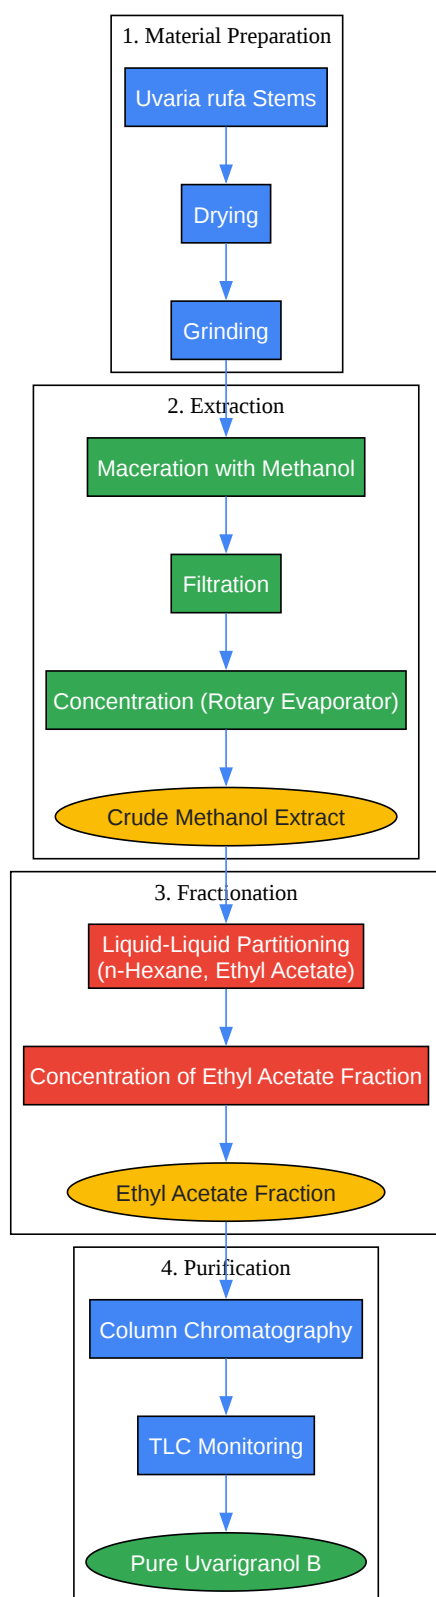 1. Material Preparation
Uvaria rufa Stems
Drying
Grinding
2. Extraction
Maceration with Methanol
Filtration
Concentration (Rotary Evaporator)
Crude Methanol Extract
3. Fractionation
Liquid-Liquid Partitioning
(n-Hexane, Ethyl Acetate)
Concentration of Ethyl Acetate Fraction
Ethyl Acetate Fraction
4. Purification
Column Chromatography
TLC Monitoring
Pure Uvarigranol B